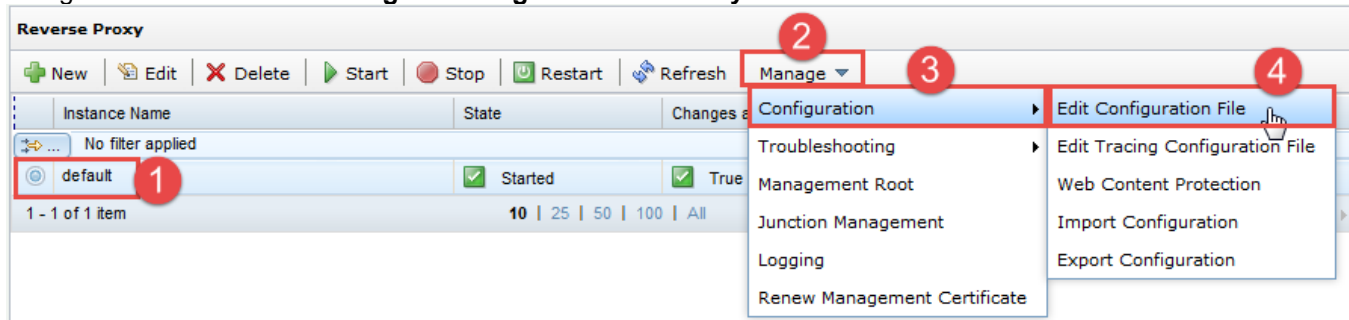 Reverse Proxy
2
New Edit Delete Start Stop Restart Refresh Manage
3
4
Instance Name State Changes a
Configuration Edit Configuration File
... No filter applied
Troubleshooting Edit Tracing Configuration File
default 1 Started True
Management Root Web Content Protection
1 - 1 of 1 item 10 | 25 | 50 | 100 | All
Junction Management Import Configuration
Logging Export Configuration
Renew Management Certificate